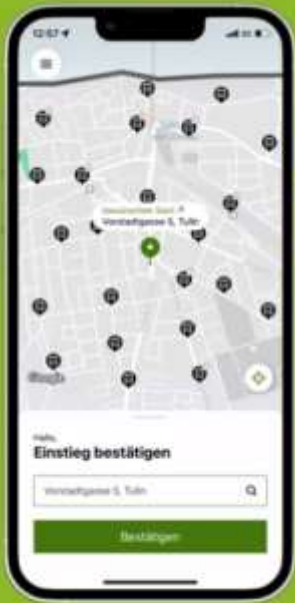 12:57
Vorstadtgasse 5, Tulln
Google
Hallo,
Einstieg bestätigen
Vorstadtgasse 5, Tulln
Bestätigen